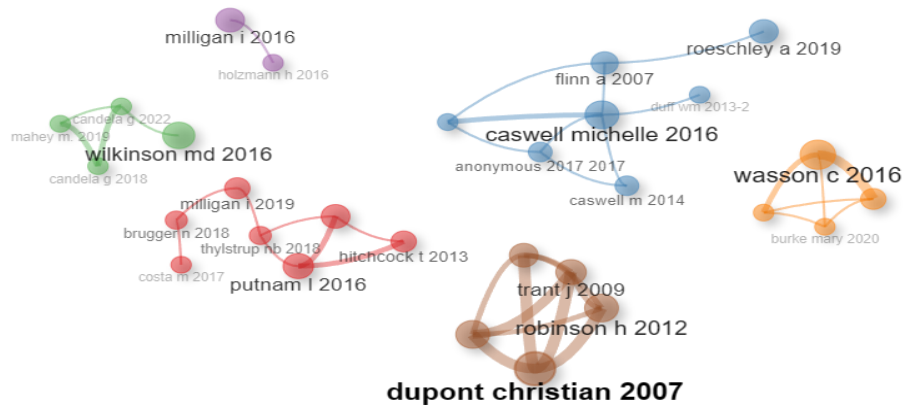 milligan i 2016
roeschley a 2019
holzmann h 2016
flinn a 2007
duff wm 2013-2
candela g 2022
mahey m. 2019
caswell michelle 2016
wilkinson md 2016
anonymous 2017 2017
candela g 2018
wasson c 2016
caswell m 2014
milligan i 2019
brugger n 2018
thylstrup nb 2018
hitchcock t 2013
burke mary 2020
costa m 2017
putnam l 2016
trant j 2009
robinson h 2012
dupont christian 2007